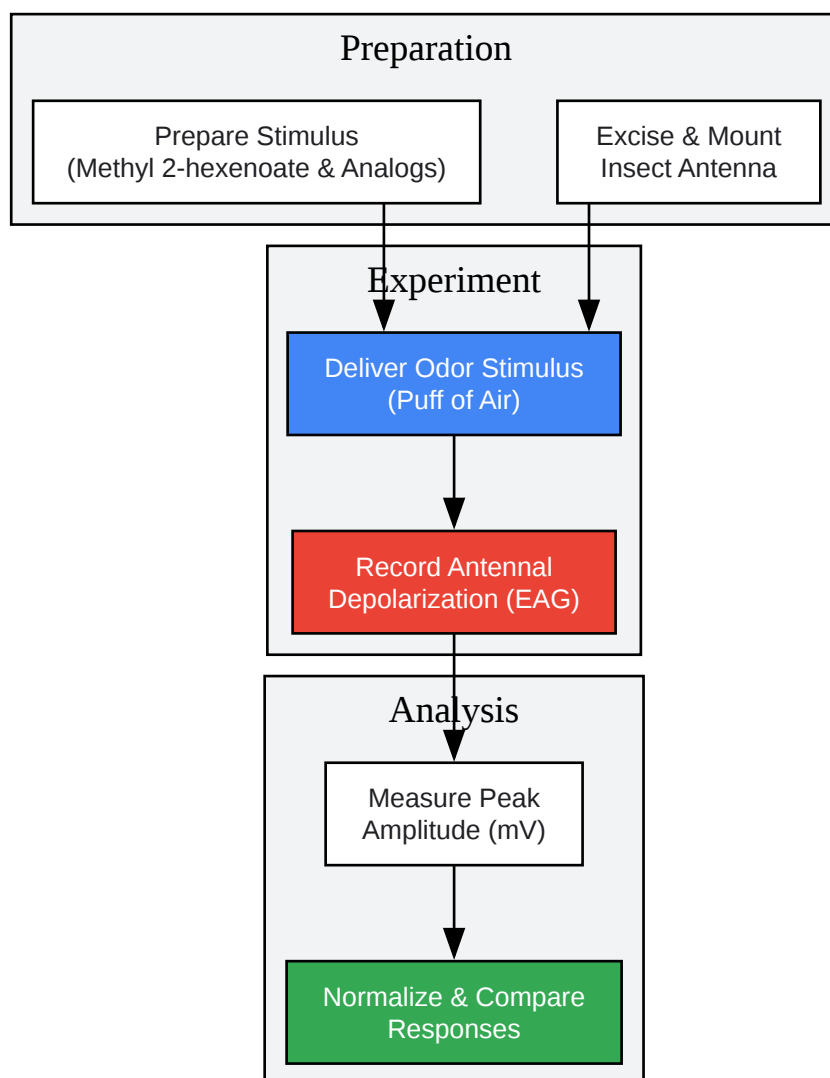 Preparation
Prepare Stimulus
(Methyl 2-hexenoate & Analogs)
Excise & Mount
Insect Antenna
Experiment
Deliver Odor Stimulus
(Puff of Air)
Record Antennal
Depolarization (EAG)
Analysis
Measure Peak
Amplitude (mV)
Normalize & Compare
Responses